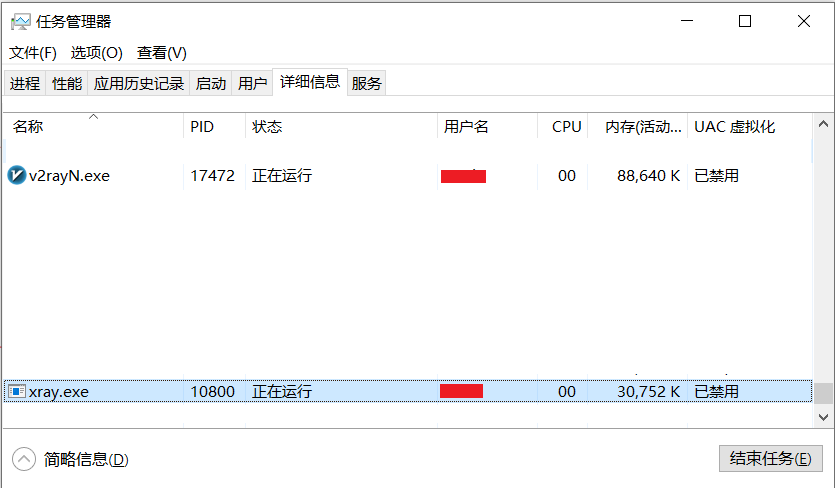 任务管理器
文件(F) 选项(O) 查看(V)
进程 性能 应用历史记录 启动 用户 详细信息 服务
名称 PID 状态 用户名 CPU 内存(活动... UAC 虚拟化
v2rayN.exe 17472 正在运行 00 88,640 K 已禁用
xray.exe 10800 正在运行 00 30,752 K 已禁用
简略信息(D) 结束任务(E)